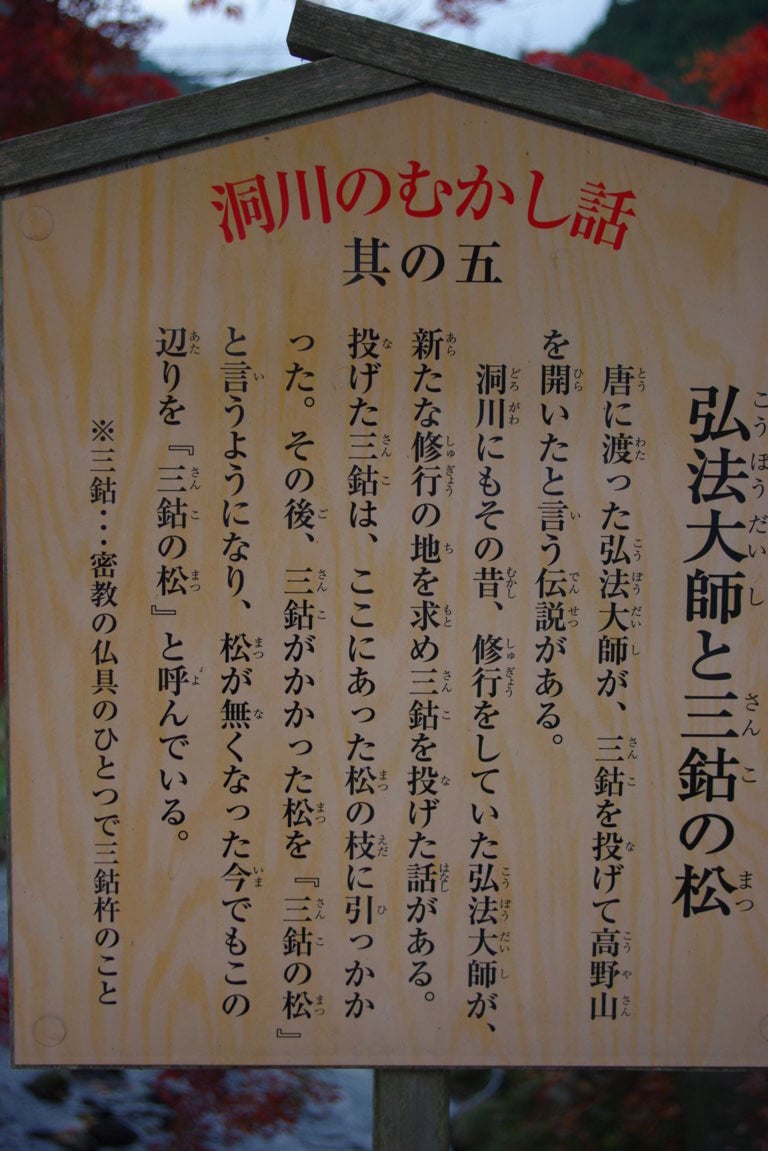 洞川のむかし話
其の五
弘法大師と三鈷の松
唐に渡った弘法大師が、三鈷を投げて高野山
を開いたと言う伝説がある。
洞川にもその昔、修行をしていた弘法大師が、
新たな修行の地を求め三鈷を投げた話がある。
投げた三鈷は、ここにあった松の枝に引っかか
った。その後、三鈷がかかった松を『三鈷の松』
と言うようになり、松が無くなった今でもこの
辺りを『三鈷の松』と呼んでいる。
※三鈷・・密教の仏具のひとつで三鈷杵のこと